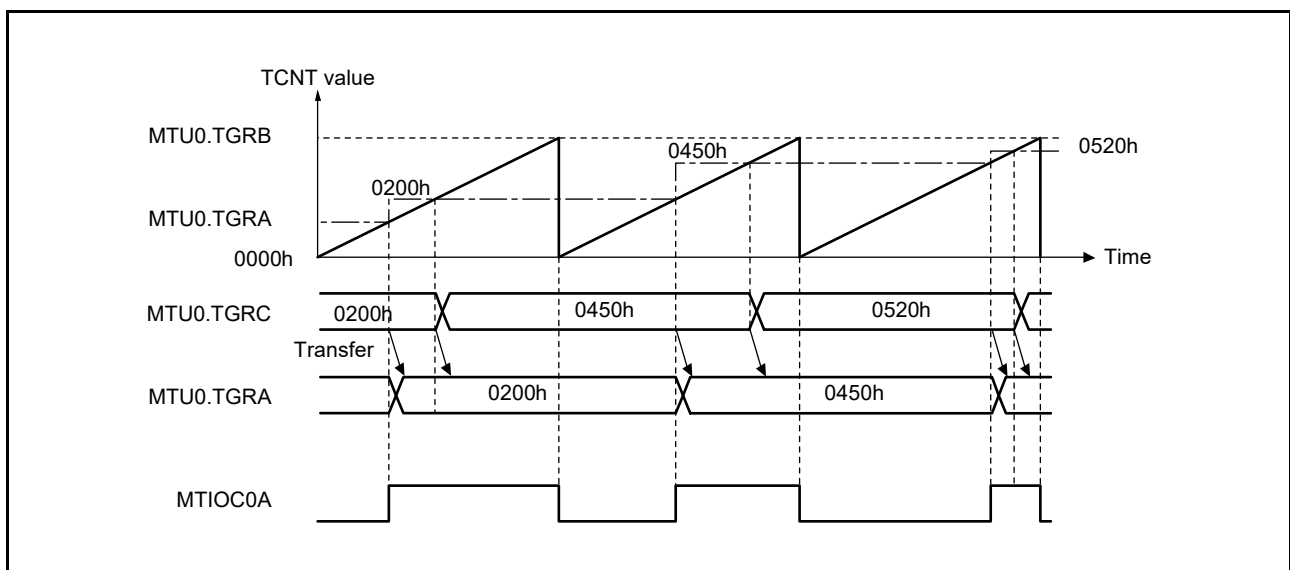 TCNT value
MTU0.TGRB
0450h
0520h
0200h
MTU0.TGRA
0000h
Time
MTU0.TGRC
0200h
0450h
0520h
Transfer
MTU0.TGRA
0200h
0450h
MTIOC0A